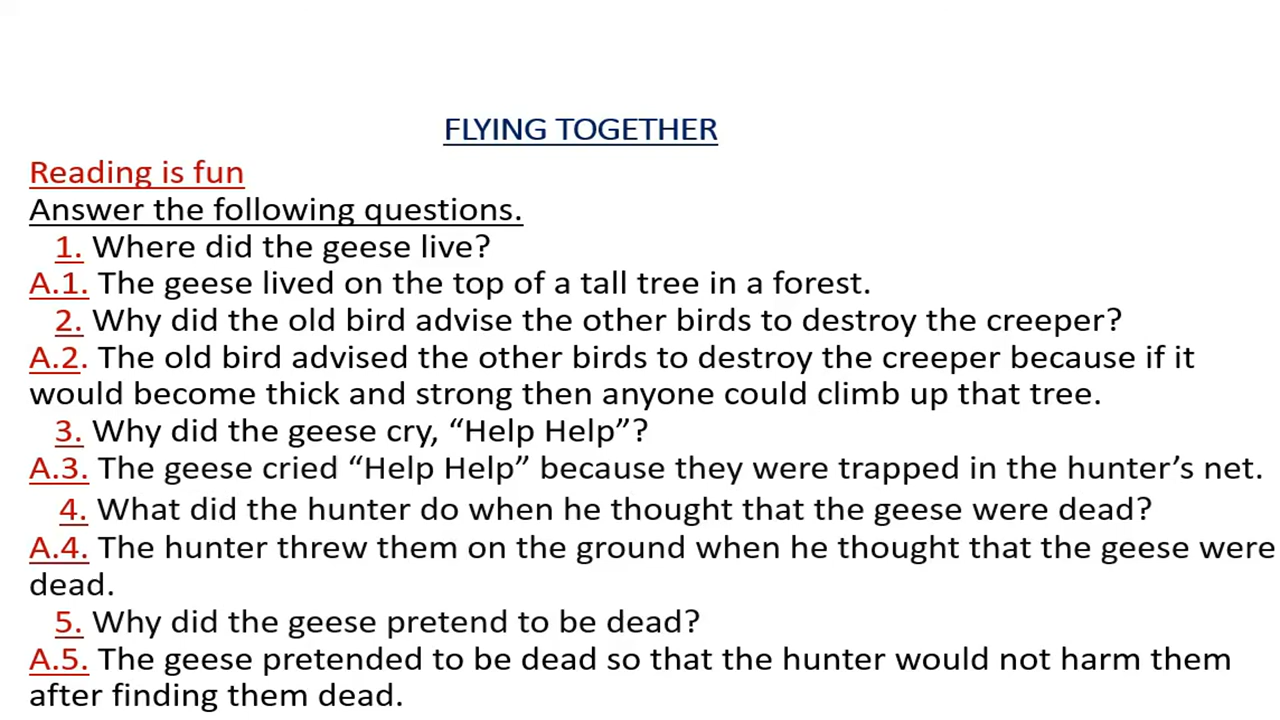 FLYING TOGETHER
Reading is fun
Answer the following questions.
1. Where did the geese live?
A.1. The geese lived on the top of a tall tree in a forest.
2. Why did the old bird advise the other birds to destroy the creeper?
A.2. The old bird advised the other birds to destroy the creeper because if it
would become thick and strong then anyone could climb up that tree.
3. Why did the geese cry, “Help Help”?
A.3. The geese cried “Help Help” because they were trapped in the hunter’s net.
4. What did the hunter do when he thought that the geese were dead?
A.4. The hunter threw them on the ground when he thought that the geese were
dead.
5. Why did the geese pretend to be dead?
A.5. The geese pretended to be dead so that the hunter would not harm them
after finding them dead.